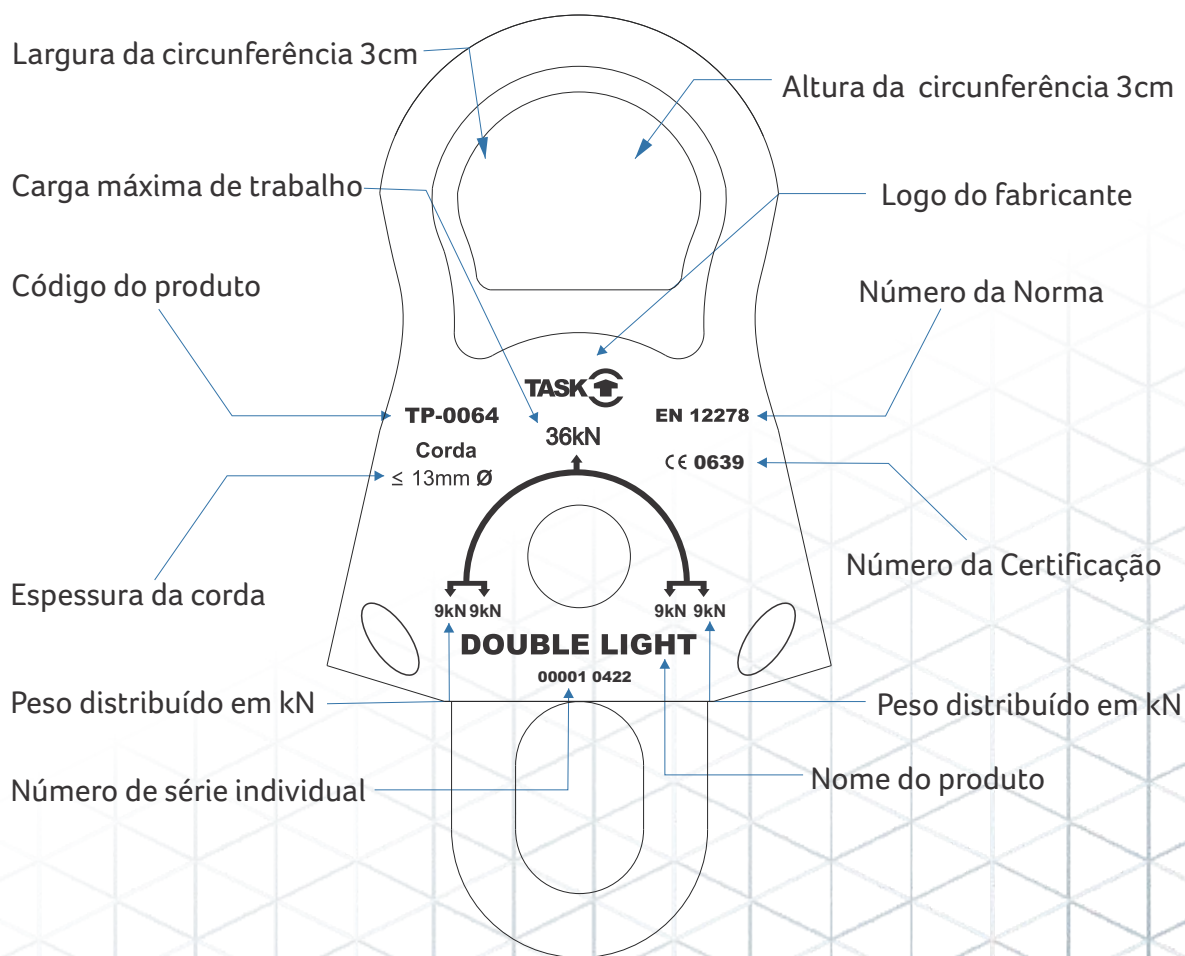 Largura da circunferência 3cm
Altura da circunferência 3cm
Carga máxima de trabalho
Logo do fabricante
Código do produto
Número da Norma
TASK
TP-0064
EN 12278
36kN
Corda
CE 0639
≤ 13mm Ø
Número da Certificação
Espessura da corda
9kN 9kN
9kN 9kN
DOUBLE LIGHT
00001 0422
Peso distribuído em kN
Peso distribuído em kN
Nome do produto
Número de série individual